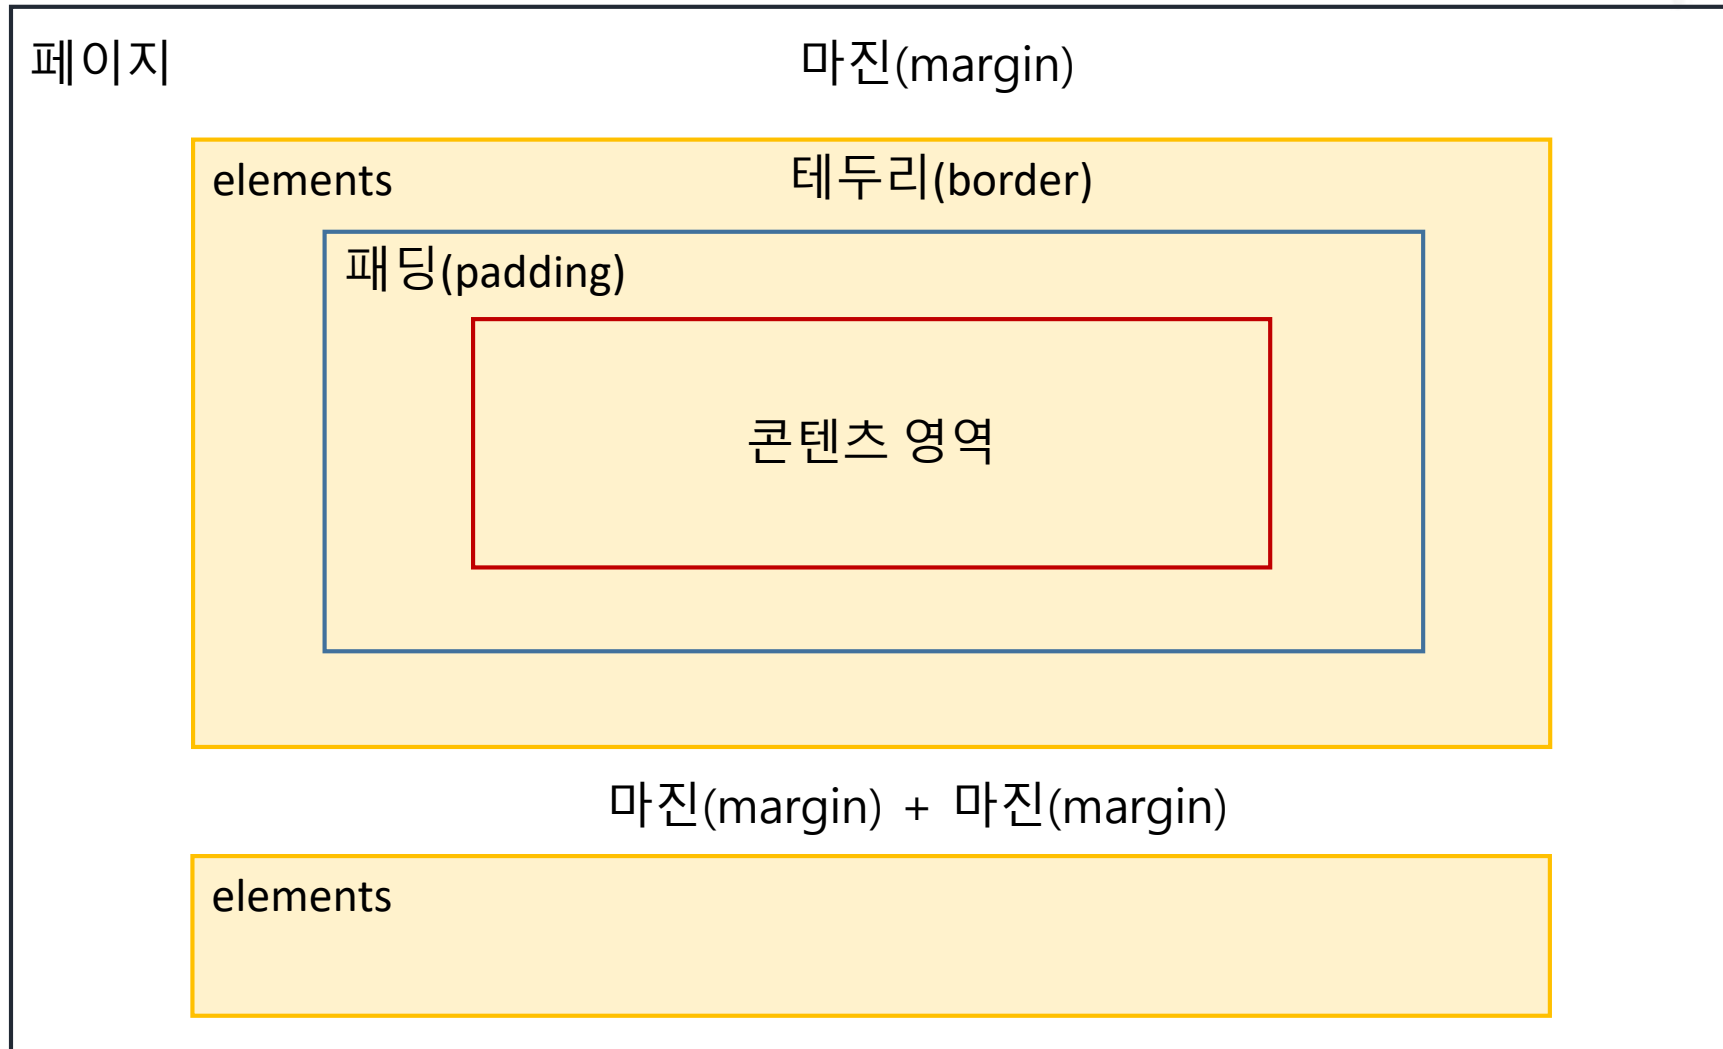 페이지
마진(margin)
elements
테두리(border)
패딩(padding)
콘텐츠 영역
마진(margin) + 마진(margin)
elements